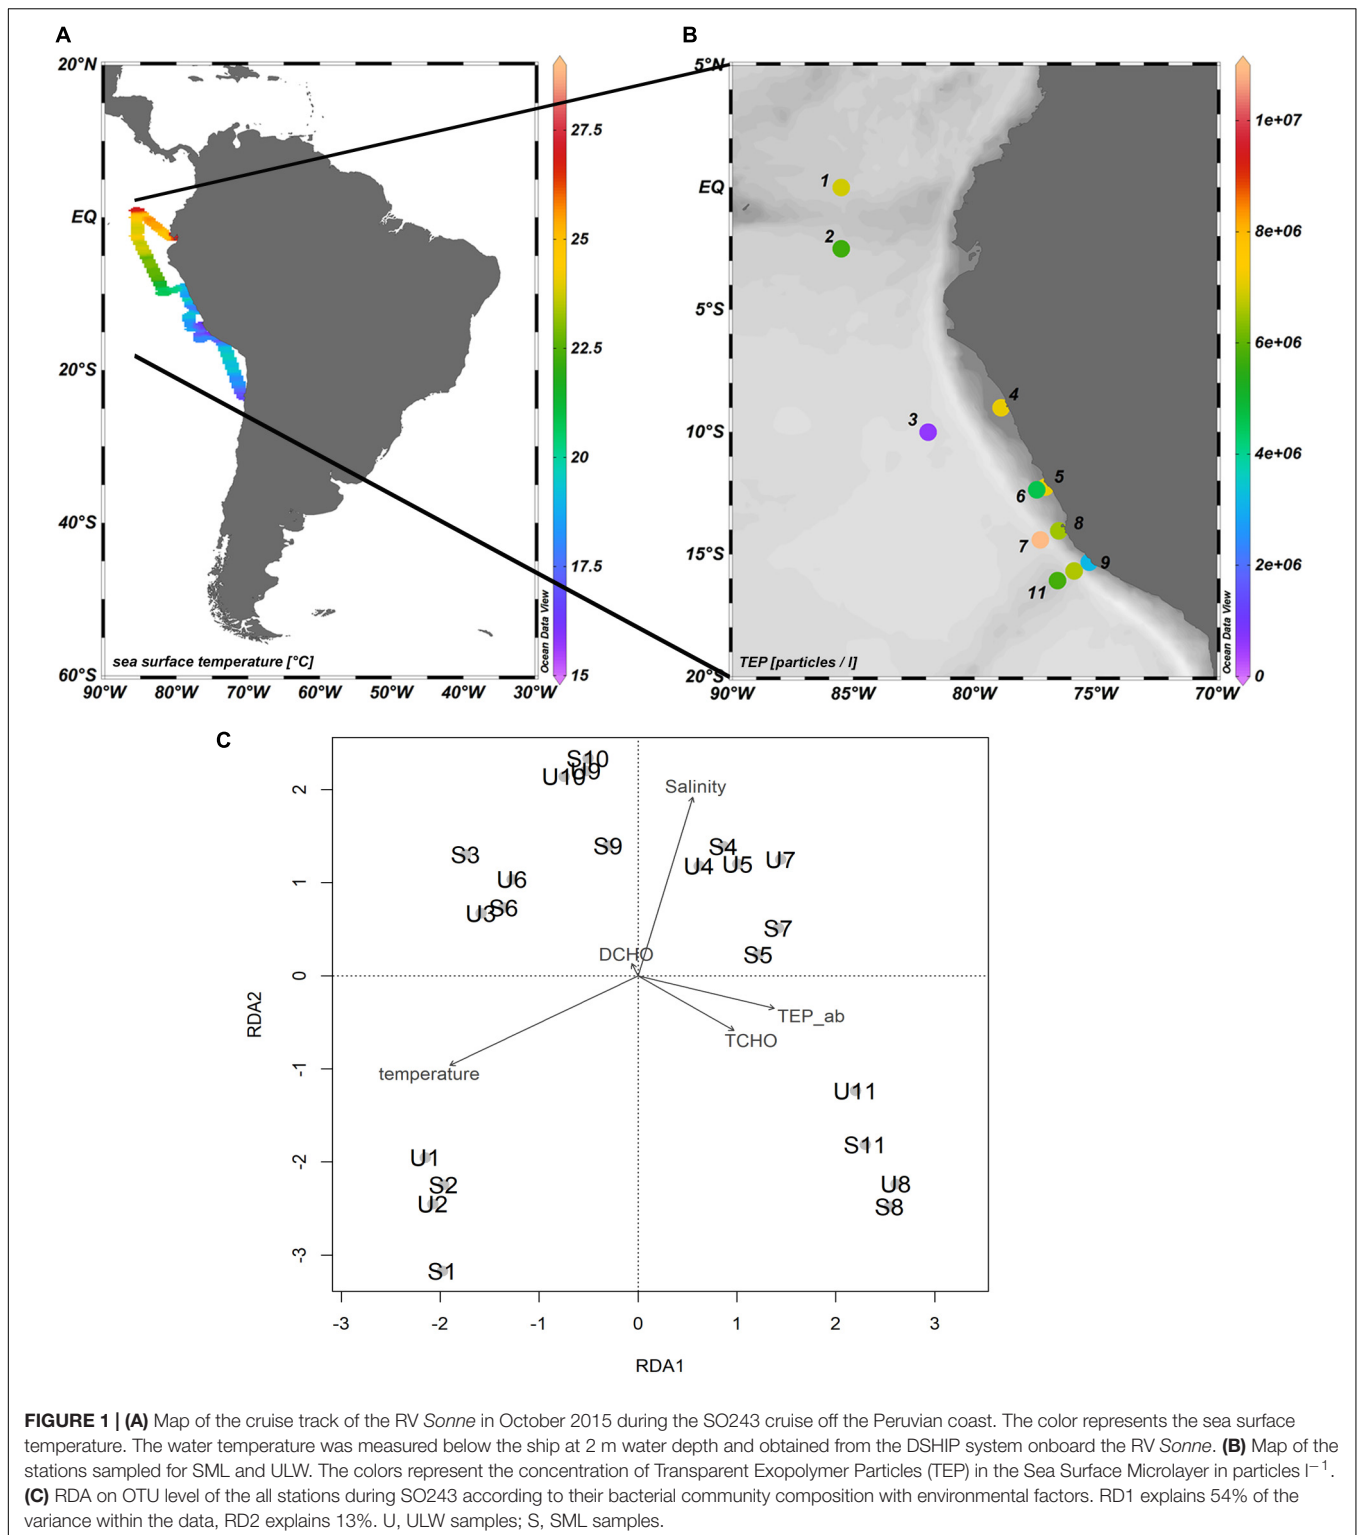 A
B
20°N
EQ
20°S
40°S
60°S
90°W 80°W 70°W 60°W 50°W 40°W 30°W
sea surface temperature [°C]
Ocean Data View
27.5
25
22.5
20
17.5
15
5°N
EQ
5°S
10°S
15°S
20°S
90°W 85°W 80°W 75°W 70°W
1
2
3
4
5
6
7
8
9
11
TEP [particles / l]
Ocean Data View
1e+07
8e+06
6e+06
4e+06
2e+06
0
C
S10
U9
U10
Salinity
S9
S4
U4
U5
U7
S3
U6
U3
S6
S7
S5
DCHO
TEP_ab
TCHO
temperature
U11
S11
U8
S8
U1
S2
U2
S1
2
1
0
-1
-2
-3
RDA2
-3 -2 -1 0 1 2 3
RDA1
FIGURE 1 | (A) Map of the cruise track of the RV Sonne in October 2015 during the SO243 cruise off the Peruvian coast. The color represents the sea surface
temperature. The water temperature was measured below the ship at 2 m water depth and obtained from the DSHIP system onboard the RV Sonne. (B) Map of the
stations sampled for SML and ULW. The colors represent the concentration of Transparent Exopolymer Particles (TEP) in the Sea Surface Microlayer in particles l⁻¹.
(C) RDA on OTU level of the all stations during SO243 according to their bacterial community composition with environmental factors. RD1 explains 54% of the
variance within the data, RD2 explains 13%. U, ULW samples; S, SML samples.